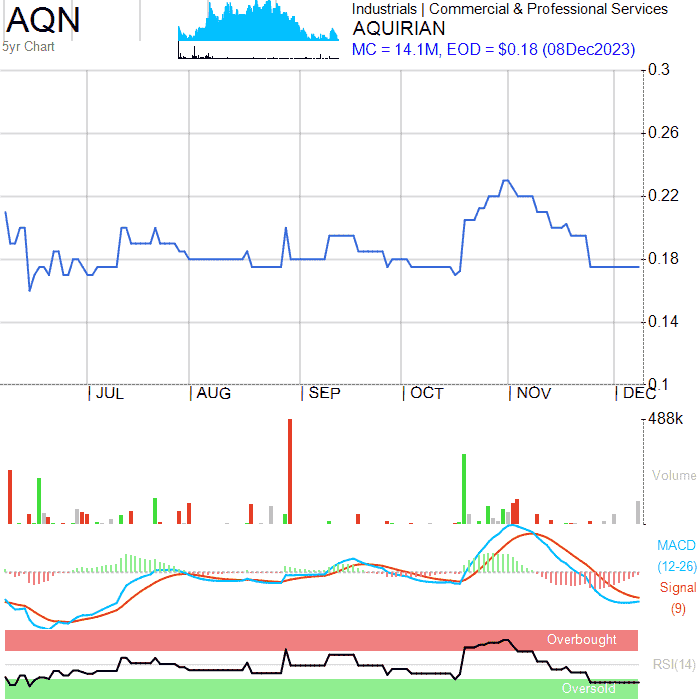 AQN
5yr Chart
Industrials | Commercial & Professional Services
AQUIRIAN
MC = 14.1M, EOD = $0.18 (08Dec2023)
0.3
0.26
0.22
0.18
0.14
0.1
JUL AUG SEP OCT NOV DEC
488k
Volume
MACD
(12-26)
Signal
(9)
Overbought
RSI(14)
Oversold